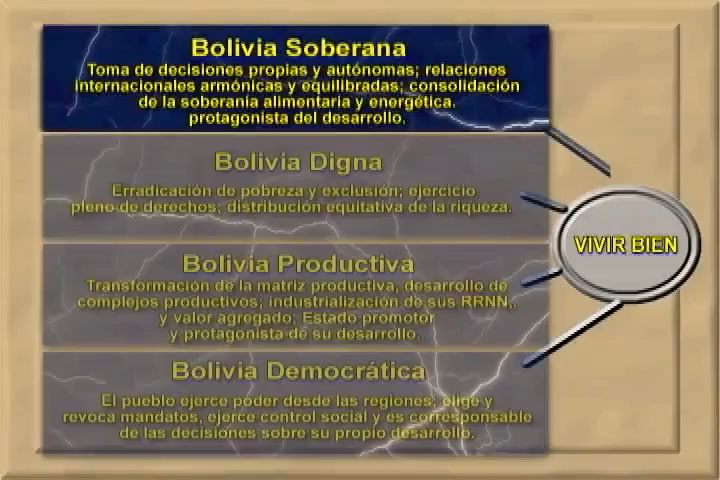 Bolivia Soberana
Toma de decisiones propias y autónomas; relaciones
internacionales armónicas y equilibradas; consolidación
de la soberanía alimentaria y energética.
protagonista del desarrollo.
Bolivia Digna
Erradicación de pobreza y exclusión; ejercicio
pleno de derechos; distribución equitativa de la riqueza.
VIVIR BIEN
Bolivia Productiva
Transformación de la matriz productiva, desarrollo de
complejos productivos; industrialización de sus RRNN,
y valor agregado; Estado promotor
y protagonista de su desarrollo.
Bolivia Democrática
El pueblo ejerce poder desde las regiones; elige y
revoca mandatos, ejerce control social y es corresponsable
de las decisiones sobre su propio desarrollo.